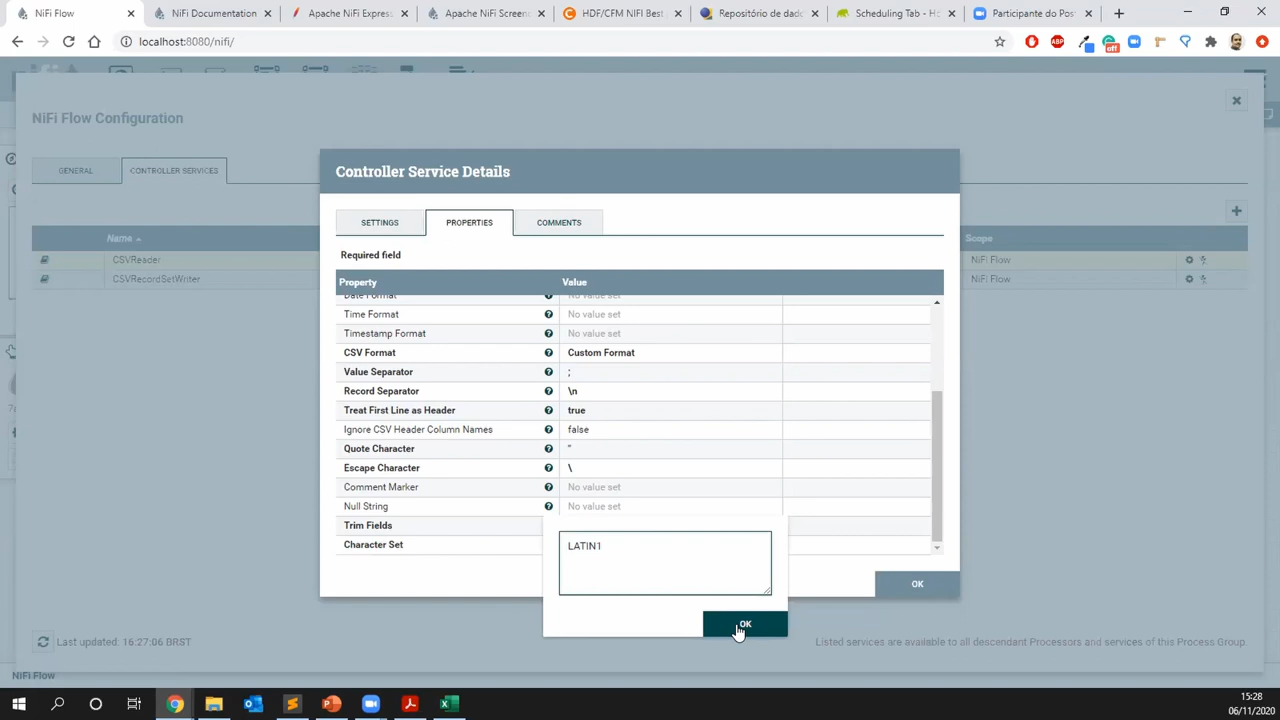 NiFi Flow
NiFi Documentation
Apache NiFi Express
Apache NiFi Screen
HDF/CFM NIFI Best
Repositório de dado
Scheduling Tab - H
Participante do Pos
localhost:8080/nifi/
NiFi Flow Configuration
GENERAL
CONTROLLER SERVICES
Name
Scope
CSVReader
NiFi Flow
CSVRecordSetWriter
NiFi Flow
Controller Service Details
SETTINGS
PROPERTIES
COMMENTS
Required field
Property
Value
Date Format
No value set
Time Format
No value set
Timestamp Format
No value set
CSV Format
Custom Format
Value Separator
;
Record Separator
\n
Treat First Line as Header
true
Ignore CSV Header Column Names
false
Quote Character
"
Escape Character
\
Comment Marker
No value set
Null String
No value set
Trim Fields
Character Set
LATIN1
OK
OK
Last updated: 16:27:06 BRST
Listed services are available to all descendant Processors and services of this Process Group.
NiFi Flow
15:28
06/11/2020